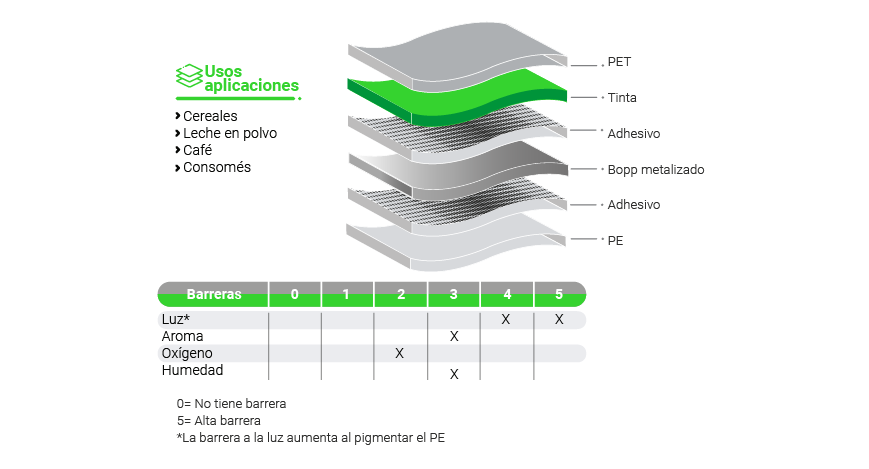 Usos
aplicaciones
Cereales
Leche en polvo
Café
Consomés
PET
Tinta
Adhesivo
Bopp metalizado
Adhesivo
PE
Barreras 0 1 2 3 4 5
Luz* X X
Aroma X
Oxígeno X
Humedad X
0= No tiene barrera
5= Alta barrera
*La barrera a la luz aumenta al pigmentar el PE